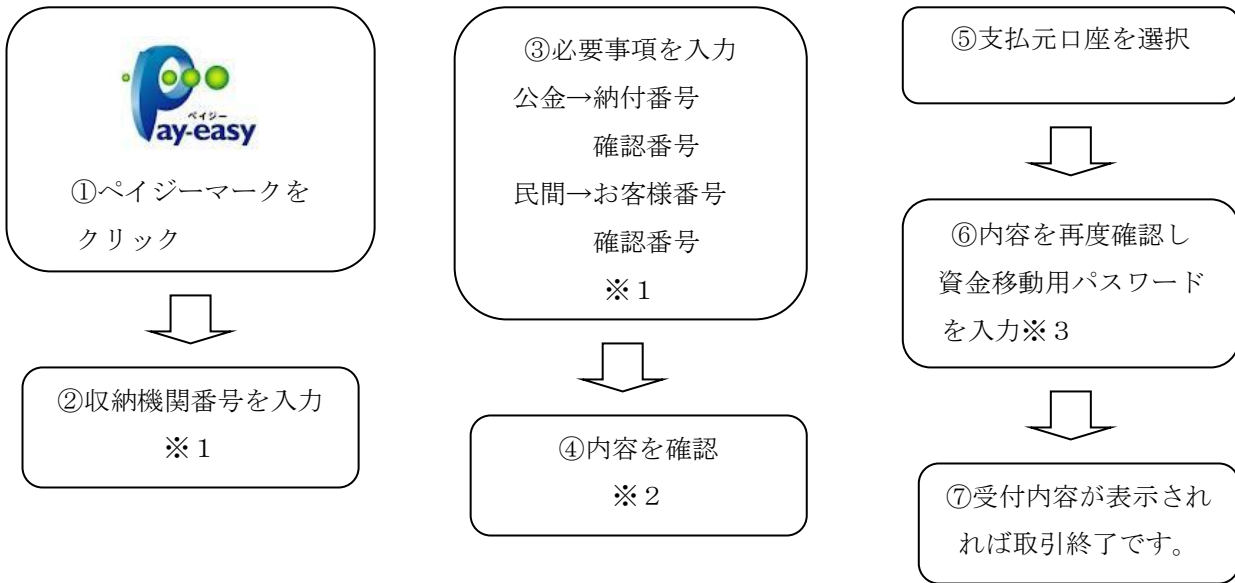 ペイジー
Pay-easy
①ペイジーマークを
クリック
②収納機関番号を入力
※１
③必要事項を入力
公金→納付番号
確認番号
民間→お客様番号
確認番号
※１
④内容を確認
※２
⑤支払元口座を選択
⑥内容を再度確認し
資金移動用パスワード
を入力※３
⑦受付内容が表示され
れば取引終了です。